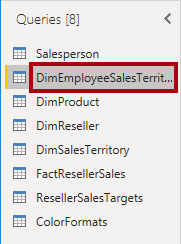 Queries [8]
Salesperson
DimEmployeeSalesTerrit...
DimProduct
DimReseller
DimSalesTerritory
FactResellerSales
ResellerSalesTargets
ColorFormats